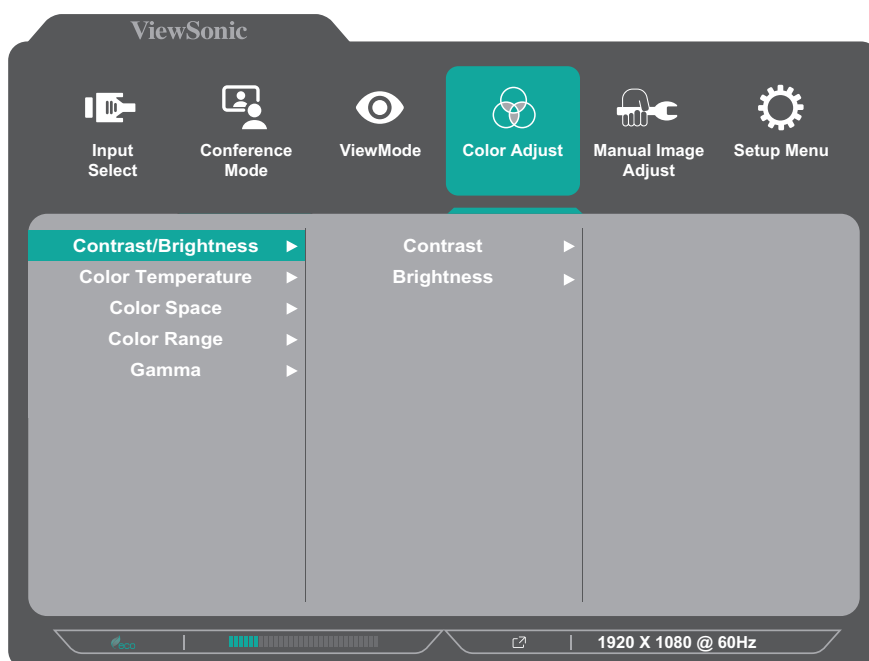 ViewSonic
Input
Select
Conference
Mode
ViewMode
Color Adjust
Manual Image
Adjust
Setup Menu
Contrast/Brightness
Color Temperature
Color Space
Color Range
Gamma
Contrast
Brightness
eco
1920 X 1080 @ 60Hz